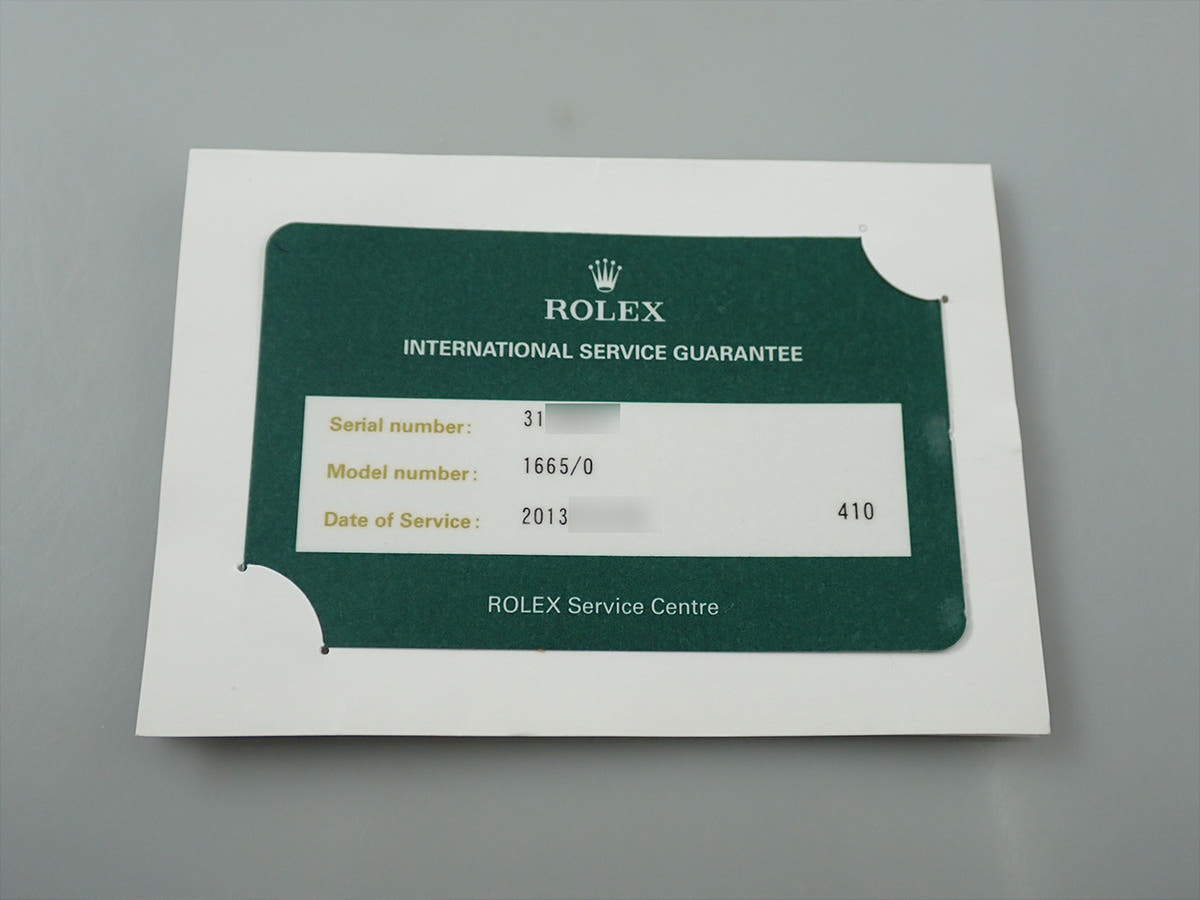 ROLEX
INTERNATIONAL SERVICE GUARANTEE
Serial number: 31
Model number: 1665/0
Date of Service: 2013 410
ROLEX Service Centre